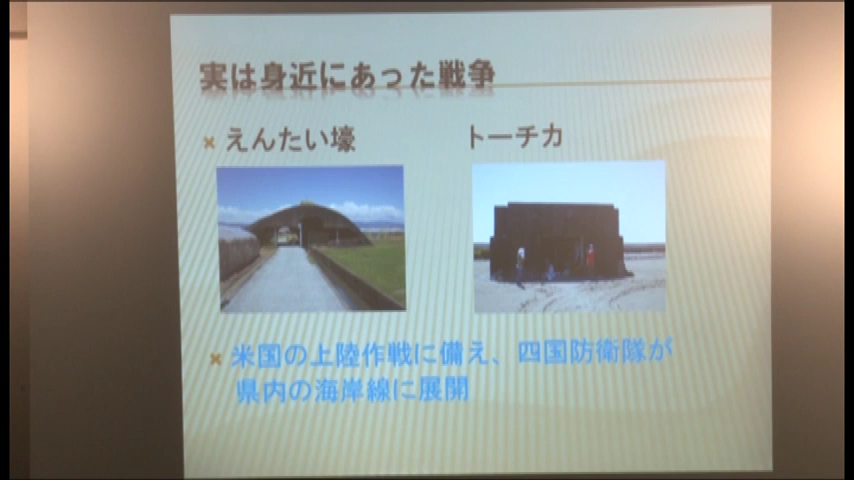 実は身近にあった戦争
えんたい壕
トーチカ
米国の上陸作戦に備え、四国防衛隊が
県内の海岸線に展開